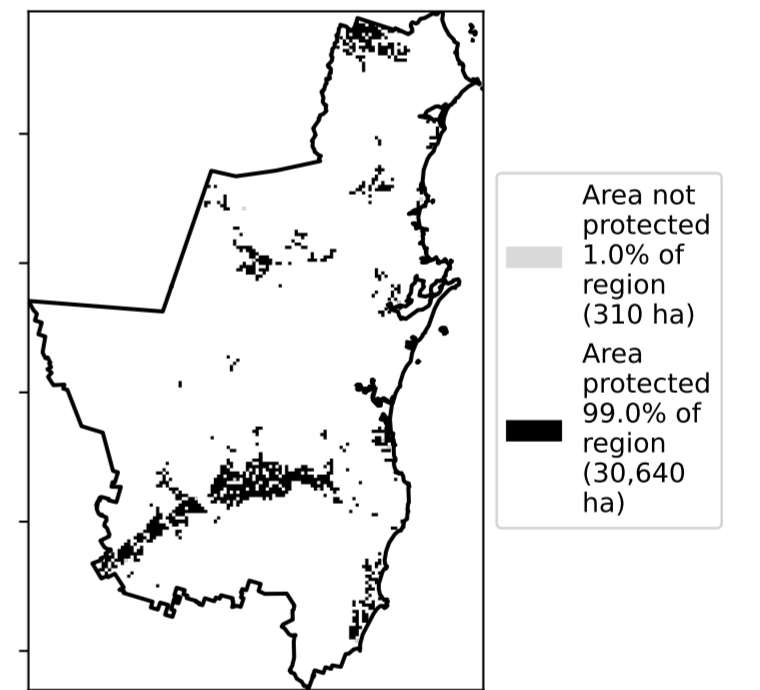 Area not
protected
1.0% of
region
(310 ha)
Area
protected
99.0% of
region
(30,640
ha)